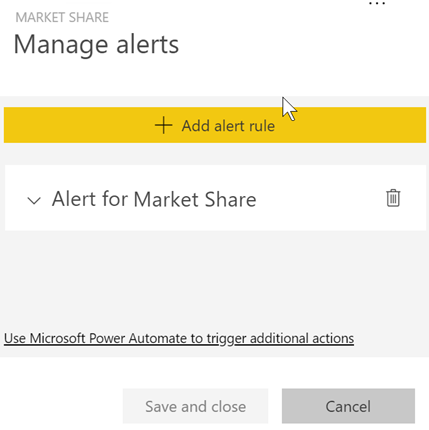 MARKET SHARE
Manage alerts
Add alert rule
Alert for Market Share
Use Microsoft Power Automate to trigger additional actions
Save and close
Cancel